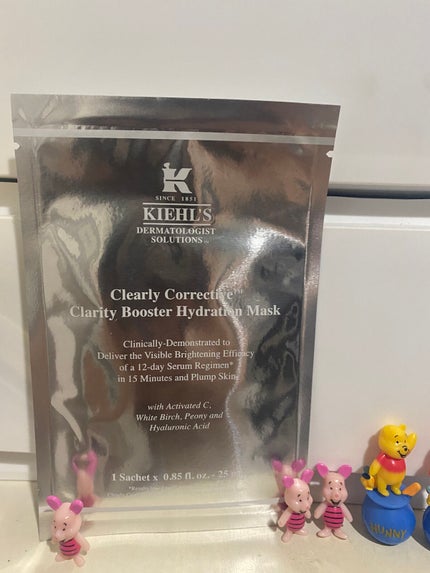 K
SINCE 1851
KIEHL'S
DERMATOLOGIST
SOLUTIONS™
Clearly Corrective™
Clarity Booster Hydration Mask
Clinically-Demonstrated to
Deliver the Visible Brightening Efficacy
of a 12-day Serum Regimen*
in 15 Minutes and Plump Skin
with Activated C,
White Birch, Peony and
Hyaluronic Acid
1 Sachet x 0.85 fl. oz. - 25
HUNNY